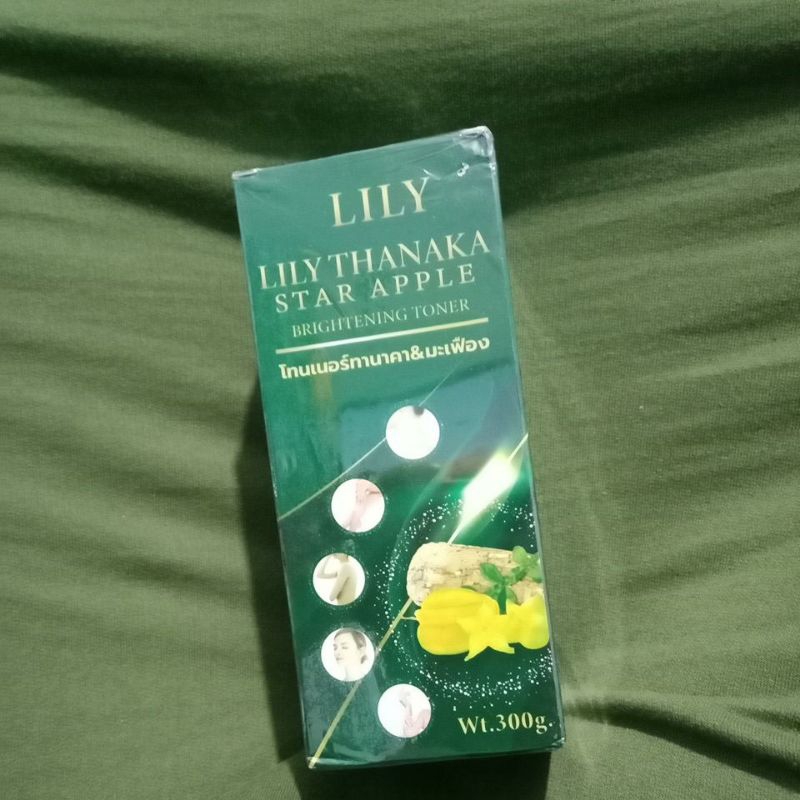 LILY
LILY THANAKA
STAR APPLE
BRIGHTENING TONER
โทนเนอร์ทานาคา&มะเฟือง
Wt.300g.